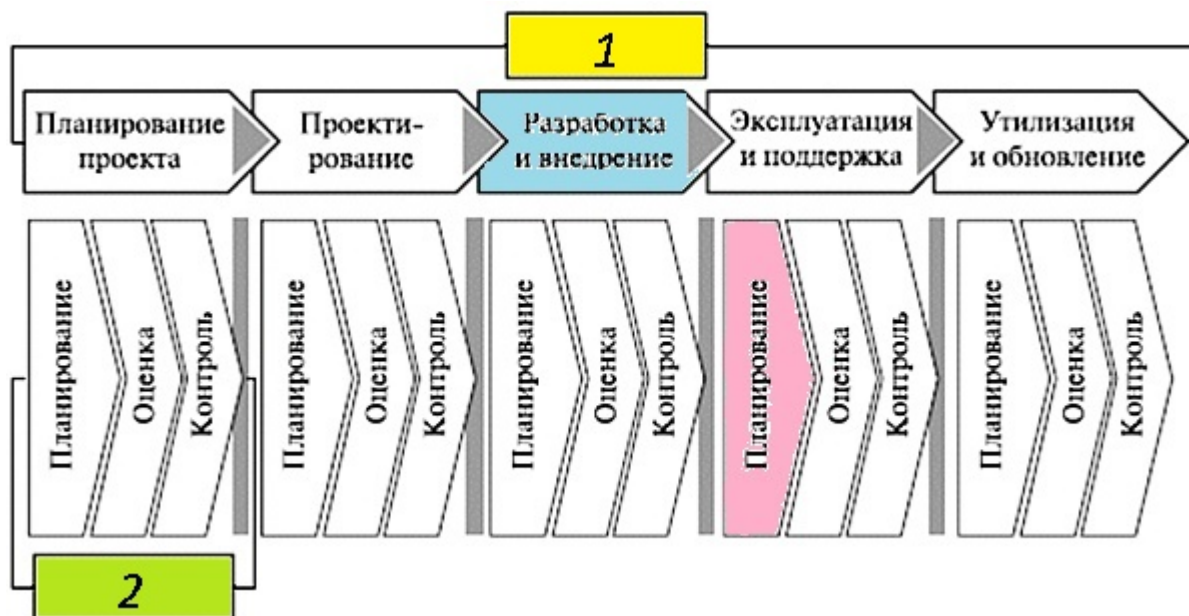 1
Планирование
проекта
Проекти-
рование
Разработка
и внедрение
Эксплуатация
и поддержка
Утилизация
и обновление
Планирование
Оценка
Контроль
Планирование
Оценка
Контроль
Планирование
Оценка
Контроль
Планирование
Оценка
Контроль
Планирование
Оценка
Контроль
2